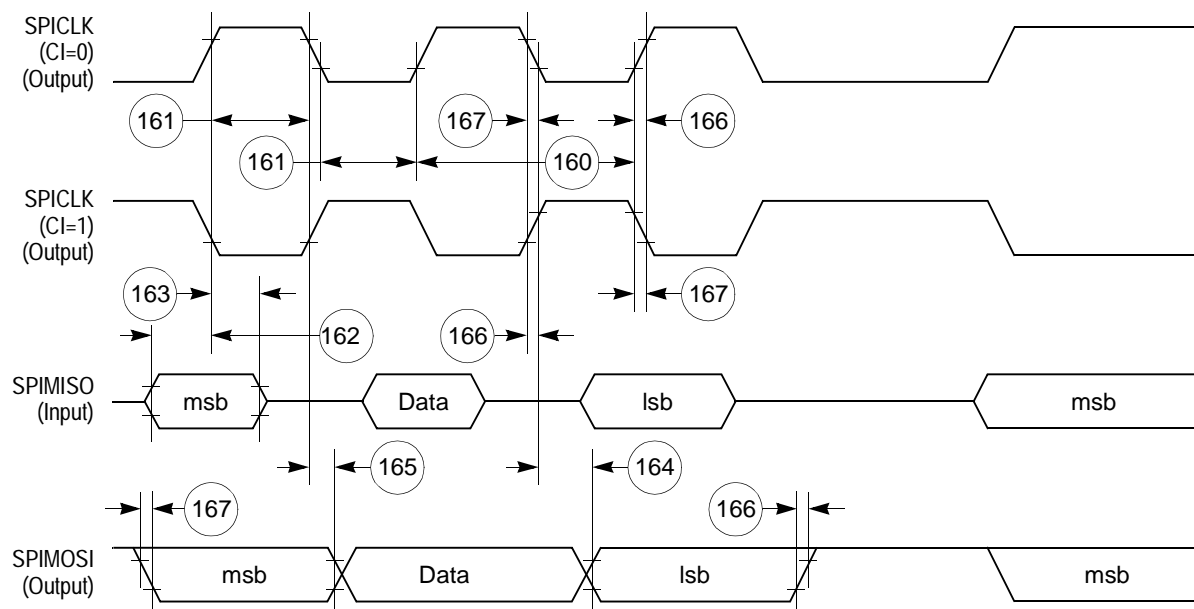 SPICLK
(CI=0)
(Output)
161
167
166
161
160
SPICLK
(CI=1)
(Output)
163
167
162
166
SPIMISO
(Input)
msb
Data
lsb
msb
165
164
167
166
SPIMOSI
(Output)
msb
Data
lsb
msb